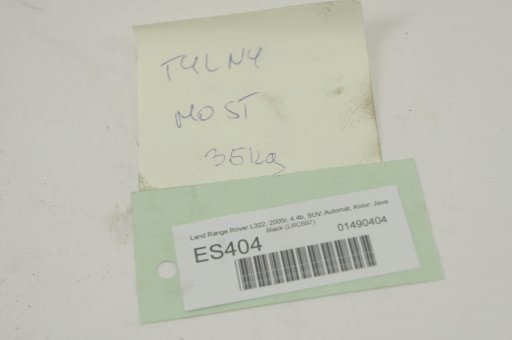 TYLNY
MOST
35kg
Land Range Rover L322, 2005r, 4.4b, SUV, Automat, Kolor: Java
Black (LRC697)
ES404
01490404